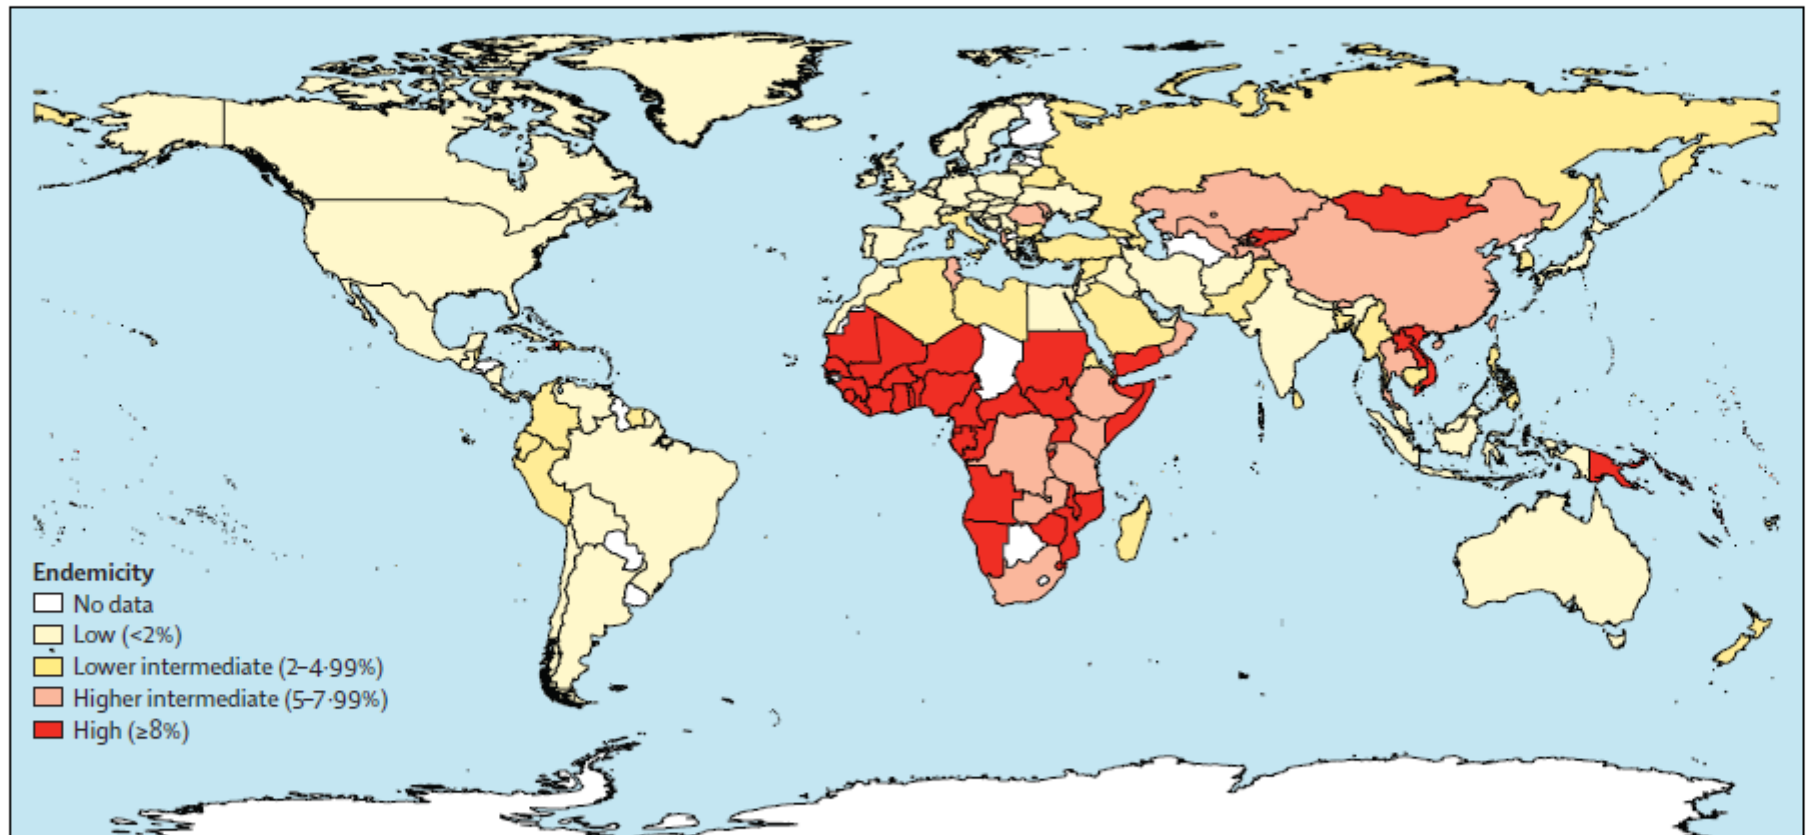 Endemicity
No data
Low (<2%)
Lower intermediate (2–4·99%)
Higher intermediate (5–7·99%)
High (≥8%)